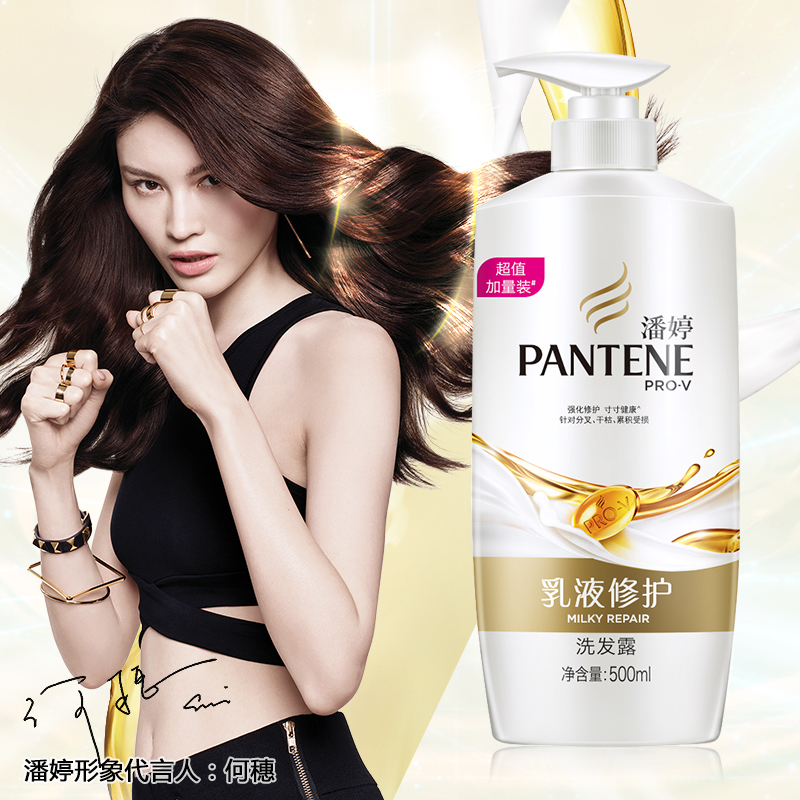 超值
加量装#
潘婷
PANTENE
PRO-V
强化修护 寸寸健康^
针对分叉、干枯、累积受损
PRO-V
乳液修护
MILKY REPAIR
洗发露
净含量:500ml
何穗
潘婷形象代言人：何穗